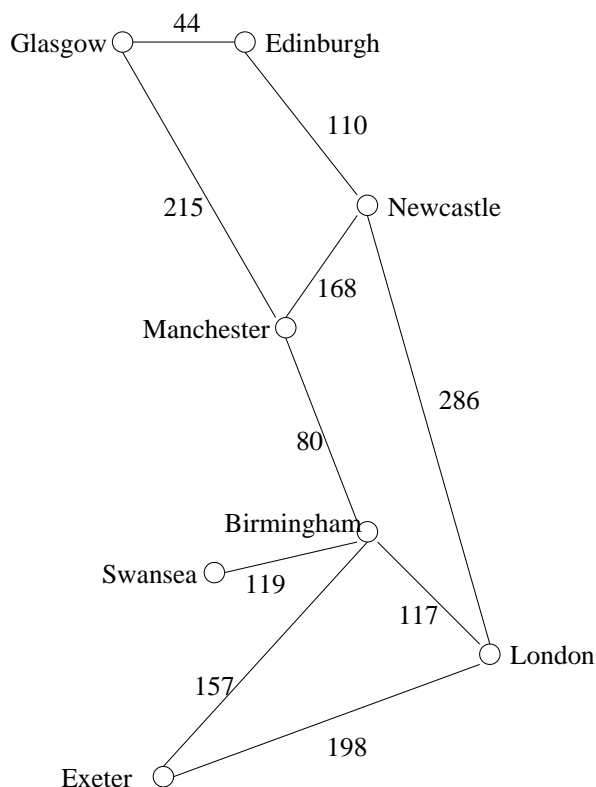 44
Glasgow
Edinburgh
110
215
Newcastle
168
Manchester
286
80
Birmingham
Swansea
119
117
London
157
198
Exeter